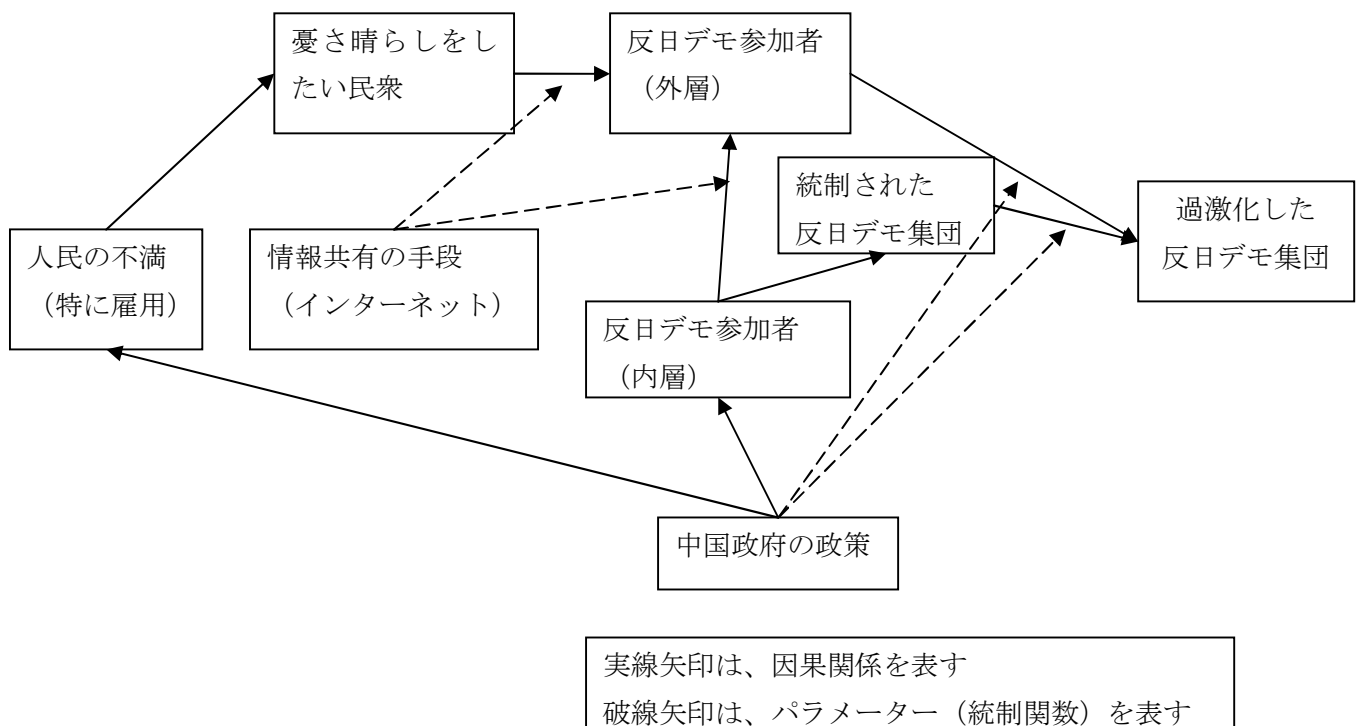 憂さ晴らしをし
たい民衆
反日デモ参加者
（外層）
統制された
反日デモ集団
過激化した
反日デモ集団
人民の不満
（特に雇用）
情報共有の手段
（インターネット）
反日デモ参加者
（内層）
中国政府の政策
実線矢印は、因果関係を表す
破線矢印は、パラメーター（統制関数）を表す